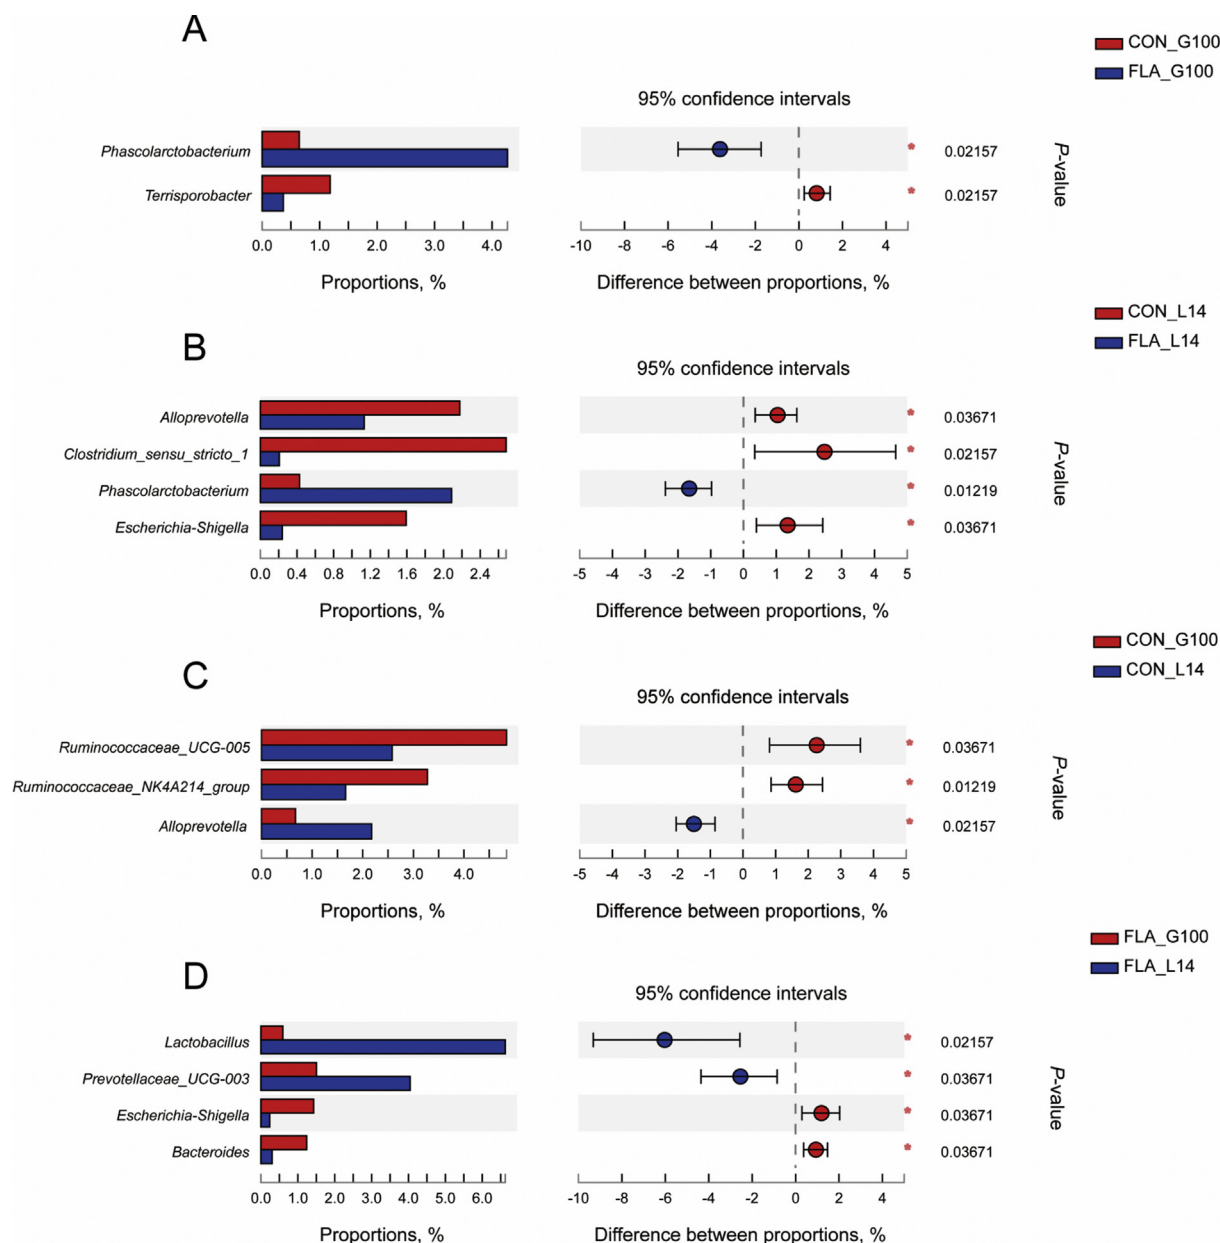 A
CON_G100
FLA_G100
95% confidence intervals
Phascolarctobacterium
* 0.02157
Terrisporobacter
* 0.02157
P-value
0.0 1.0 2.0 3.0 4.0
-10 -8 -6 -4 -2 0 2 4
Proportions, %
Difference between proportions, %
B
CON_L14
FLA_L14
95% confidence intervals
Alloprevotella
* 0.03671
Clostridium_sensu_stricto_1
* 0.02157
Phascolarctobacterium
* 0.01219
Escherichia-Shigella
* 0.03671
P-value
0.0 0.4 0.8 1.2 1.6 2.0 2.4
-5 -4 -3 -2 -1 0 1 2 3 4 5
Proportions, %
Difference between proportions, %
C
CON_G100
CON_L14
95% confidence intervals
Ruminococcaceae_UCG-005
* 0.03671
Ruminococcaceae_NK4A214_group
* 0.01219
Alloprevotella
* 0.02157
P-value
0.0 1.0 2.0 3.0 4.0
-5 -4 -3 -2 -1 0 1 2 3 4 5
Proportions, %
Difference between proportions, %
D
FLA_G100
FLA_L14
95% confidence intervals
Lactobacillus
* 0.02157
Prevotellaceae_UCG-003
* 0.03671
Escherichia-Shigella
* 0.03671
Bacteroides
* 0.03671
P-value
0.0 1.0 2.0 3.0 4.0 5.0 6.0
-10 -8 -6 -4 -2 0 2 4
Proportions, %
Difference between proportions, %